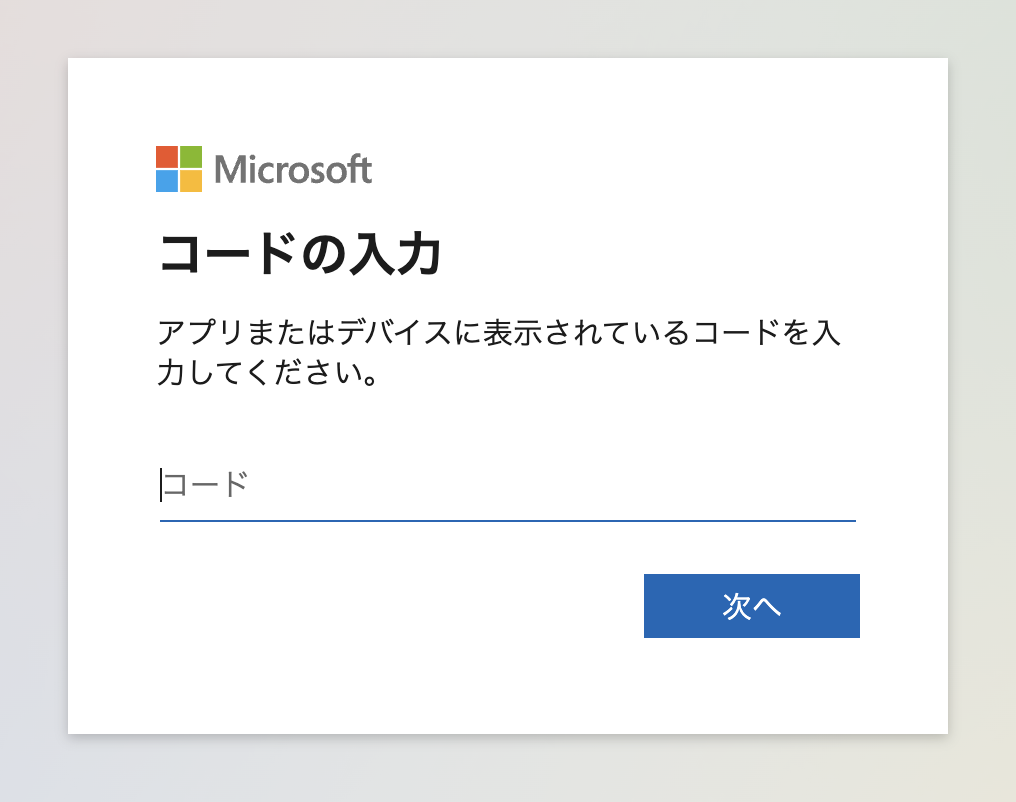 Microsoft
コードの入力
アプリまたはデバイスに表示されているコードを入
力してください。
コード
次へ